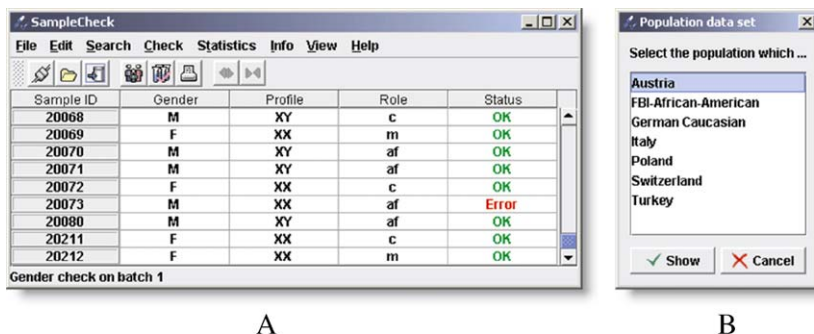 SampleCheck
File Edit Search Check Statistics Info View Help
Sample ID Gender Profile Role Status
20068 M XY c OK
20069 F XX m OK
20070 M XY af OK
20071 M XY af OK
20072 F XX c OK
20073 M XX af Error
20080 M XY af OK
20211 F XX c OK
20212 F XX m OK
Gender check on batch 1
A
Population data set
Select the population which ...
Austria
FBI-African-American
German Caucasian
Italy
Poland
Switzerland
Turkey
Show Cancel
B